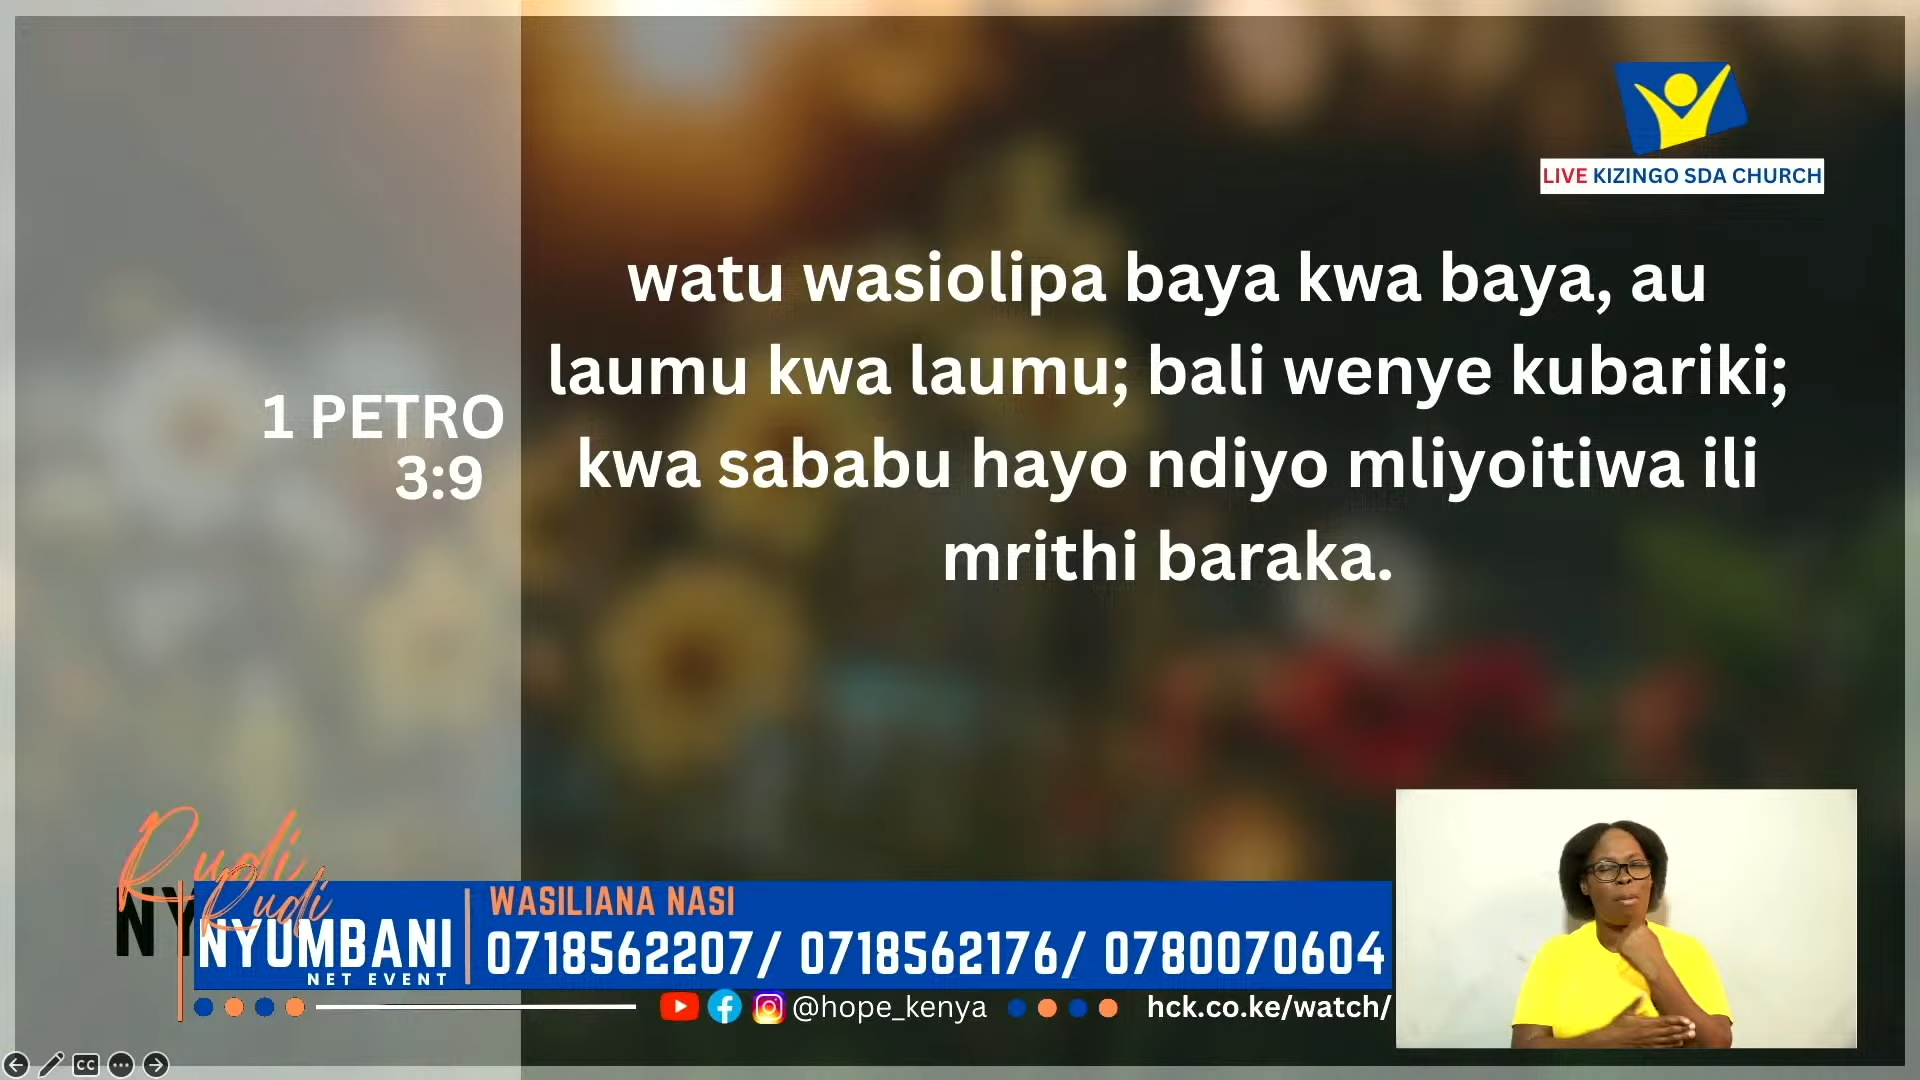 LIVE KIZINGO SDA CHURCH
1 PETRO
3:9
watu wasiolipa baya kwa baya, au
laumu kwa laumu; bali wenye kubariki;
kwa sababu hayo ndiyo mliyoitiwa ili
mrithi baraka.
Rudi
NY
Rudi
NYUMBANI
NET EVENT
WASILIANA NASI
0718562207/ 0718562176/ 0780070604
@hope_kenya
hck.co.ke/watch/
CC